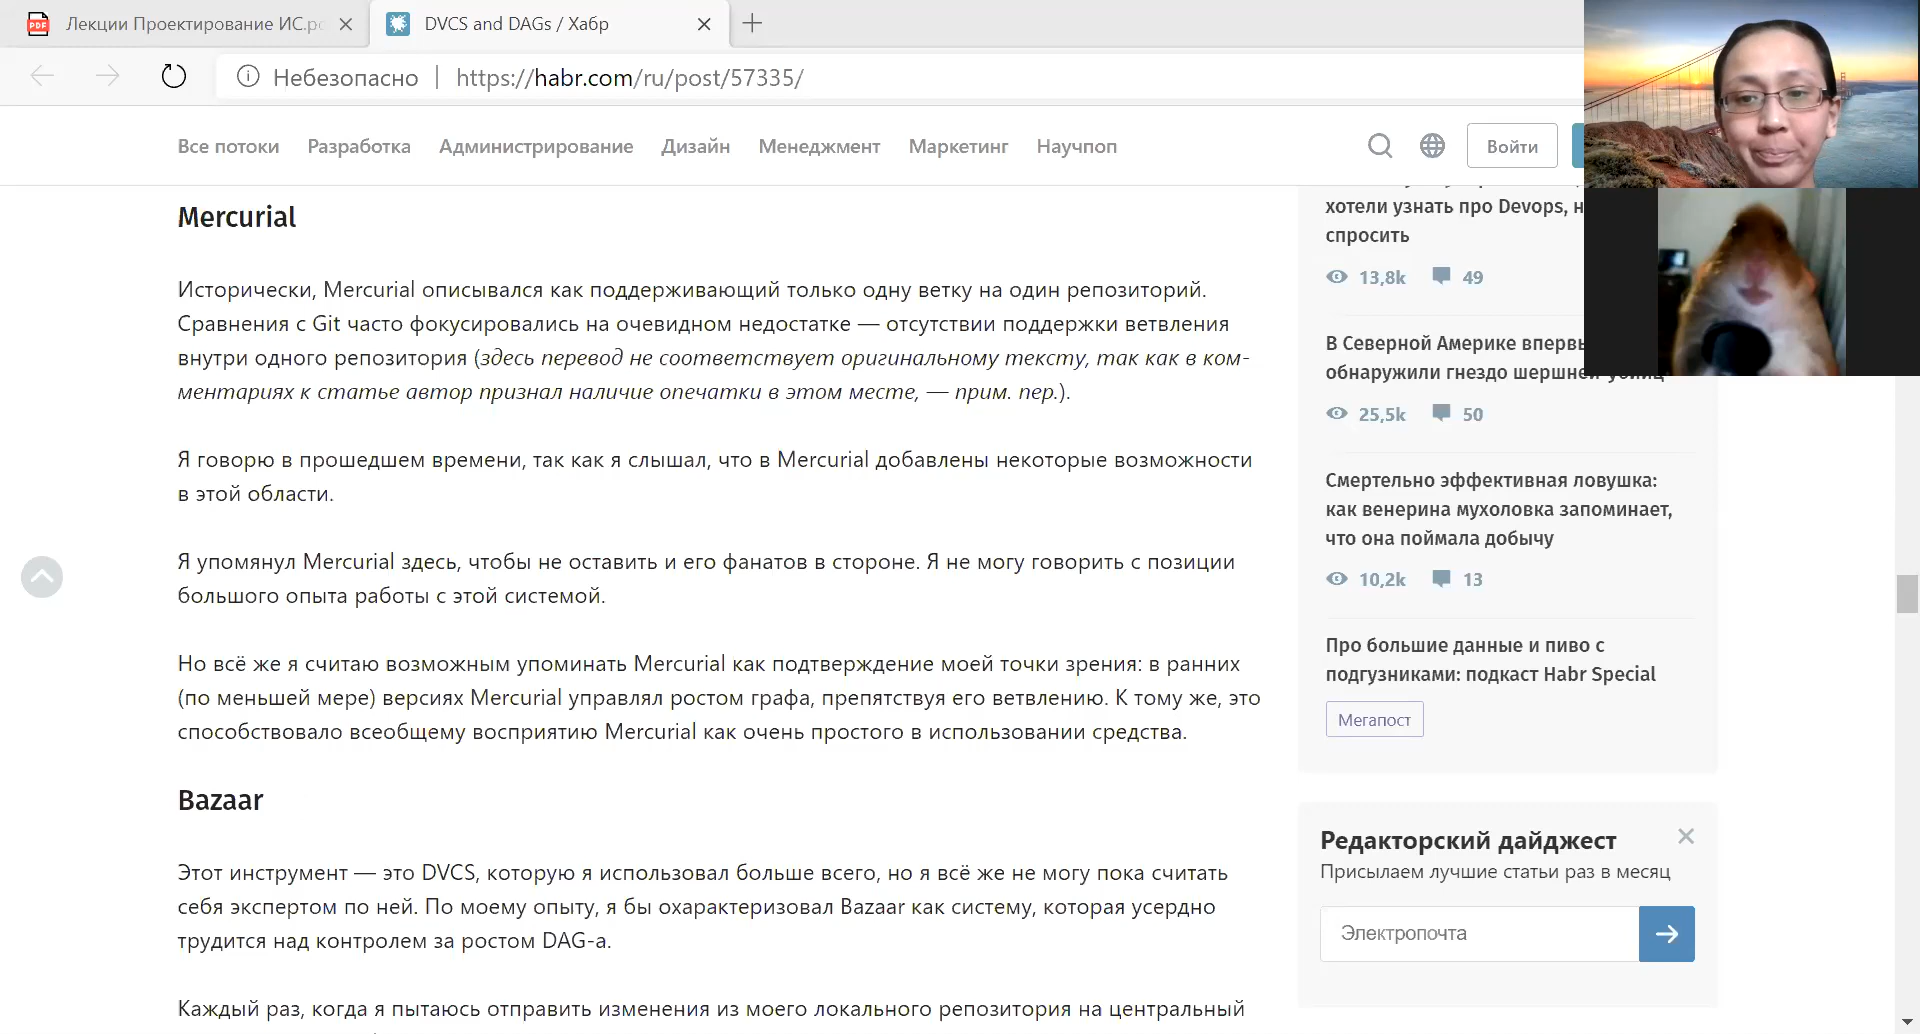 Лекции Проектирование ИС.pd
DVCS and DAGs / Хабр
Небезопасно
https://habr.com/ru/post/57335/
Все потоки
Разработка
Администрирование
Дизайн
Менеджмент
Маркетинг
Научпоп
Войти
Mercurial
Исторически, Mercurial описывался как поддерживающий только одну ветку на один репозиторий.
Сравнения с Git часто фокусировались на очевидном недостатке — отсутствии поддержки ветвления
внутри одного репозитория (здесь перевод не соответствует оригинальному тексту, так как в ком-
ментариях к статье автор признал наличие опечатки в этом месте, — прим. пер.).
Я говорю в прошедшем времени, так как я слышал, что в Mercurial добавлены некоторые возможности
в этой области.
Я упомянул Mercurial здесь, чтобы не оставить и его фанатов в стороне. Я не могу говорить с позиции
большого опыта работы с этой системой.
Но всё же я считаю возможным упоминать Mercurial как подтверждение моей точки зрения: в ранних
(по меньшей мере) версиях Mercurial управлял ростом графа, препятствуя его ветвлению. К тому же, это
способствовало всеобщему восприятию Mercurial как очень простого в использовании средства.
Bazaar
Этот инструмент — это DVCS, которую я использовал больше всего, но я всё же не могу пока считать
себя экспертом по ней. По моему опыту, я бы охарактеризовал Bazaar как систему, которая усердно
трудится над контролем за ростом DAG-а.
Каждый раз, когда я пытаюсь отправить изменения из моего локального репозитория на центральный
хотели узнать про Devops, н
спросить
13,8k 49
В Северной Америке впервы
обнаружили гнездо шершней-убийц
25,5k 50
Смертельно эффективная ловушка:
как венерина мухоловка запоминает,
что она поймала добычу
10,2k 13
Про большие данные и пиво с
подгузниками: подкаст Habr Special
Мегапост
Редакторский дайджест
Присылаем лучшие статьи раз в месяц
Электропочта